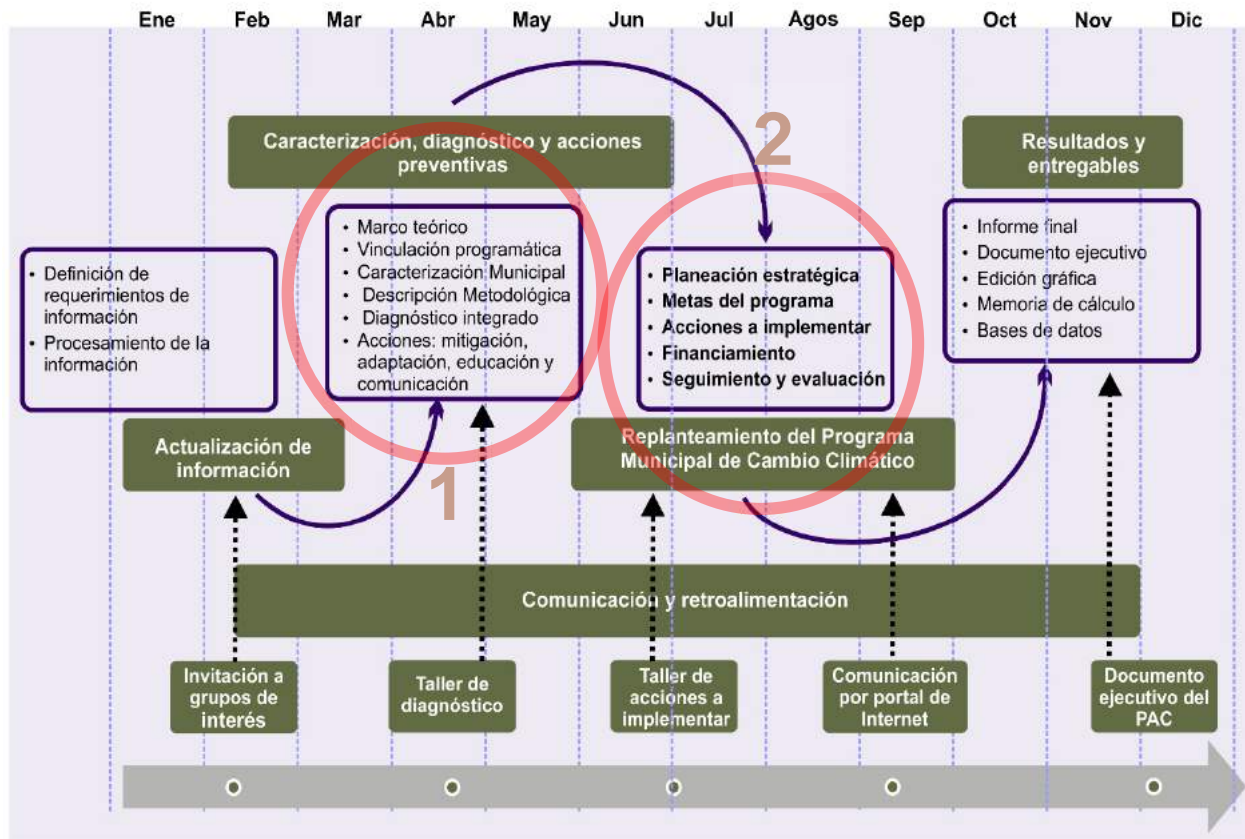 Ene Feb Mar Abr May Jun Jul Agos Sep Oct Nov Dic
Caracterización, diagnóstico y acciones
preventivas
2
Resultados y
entregables
• Definición de
requerimientos de
información
• Procesamiento de la
información
• Marco teórico
• Vinculación programática
• Caracterización Municipal
• Descripción Metodológica
• Diagnóstico integrado
• Acciones: mitigación,
adaptación, educación y
comunicación
• Planeación estratégica
• Metas del programa
• Acciones a implementar
• Financiamiento
• Seguimiento y evaluación
• Informe final
• Documento ejecutivo
• Edición gráfica
• Memoria de cálculo
• Bases de datos
Actualización de
información
1
Replanteamiento del Programa
Municipal de Cambio Climático
Comunicación y retroalimentación
Invitación a
grupos de
interés
Taller de
diagnóstico
Taller de
acciones a
implementar
Comunicación
por portal de
Internet
Documento
ejecutivo del
PAC